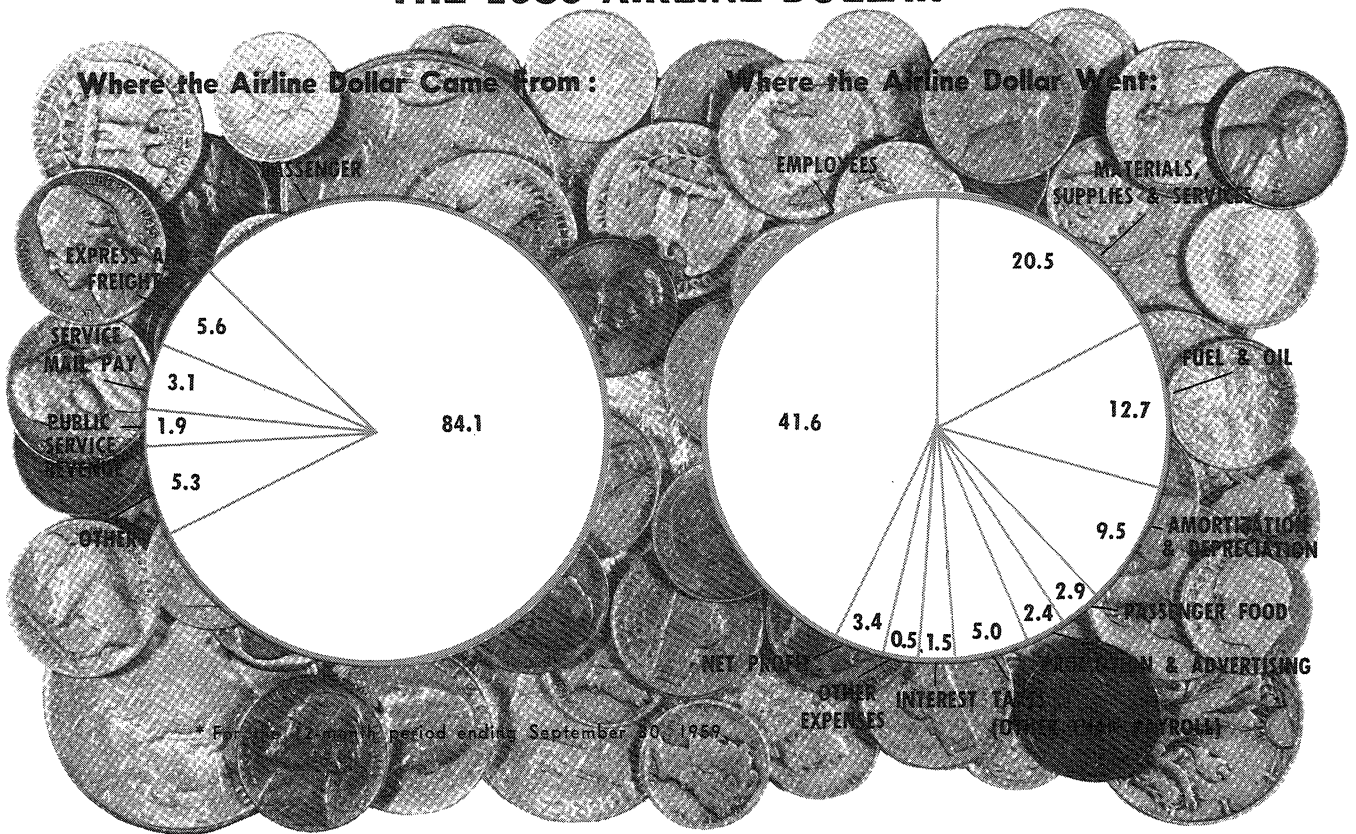 Where the Airline Dollar Came From:
PASSENGER
EXPRESS AND
FREIGHT
SERVICE
MAIL PAY
PUBLIC
SERVICE
REVENUE
OTHER
5.6
3.1
1.9
5.3
84.1
Where the Airline Dollar Went:
EMPLOYEES
MATERIALS,
SUPPLIES & SERVICES
FUEL & OIL
AMORTIZATION
& DEPRECIATION
PASSENGER FOOD
& ADVERTISING
TAXES
(OTHER THAN PAYROLL)
INTEREST
OTHER
EXPENSES
NET PROFIT
20.5
12.7
9.5
2.9
2.4
5.0
1.5
0.5
3.4
41.6
* For the 12-month period ending September 30, 1959